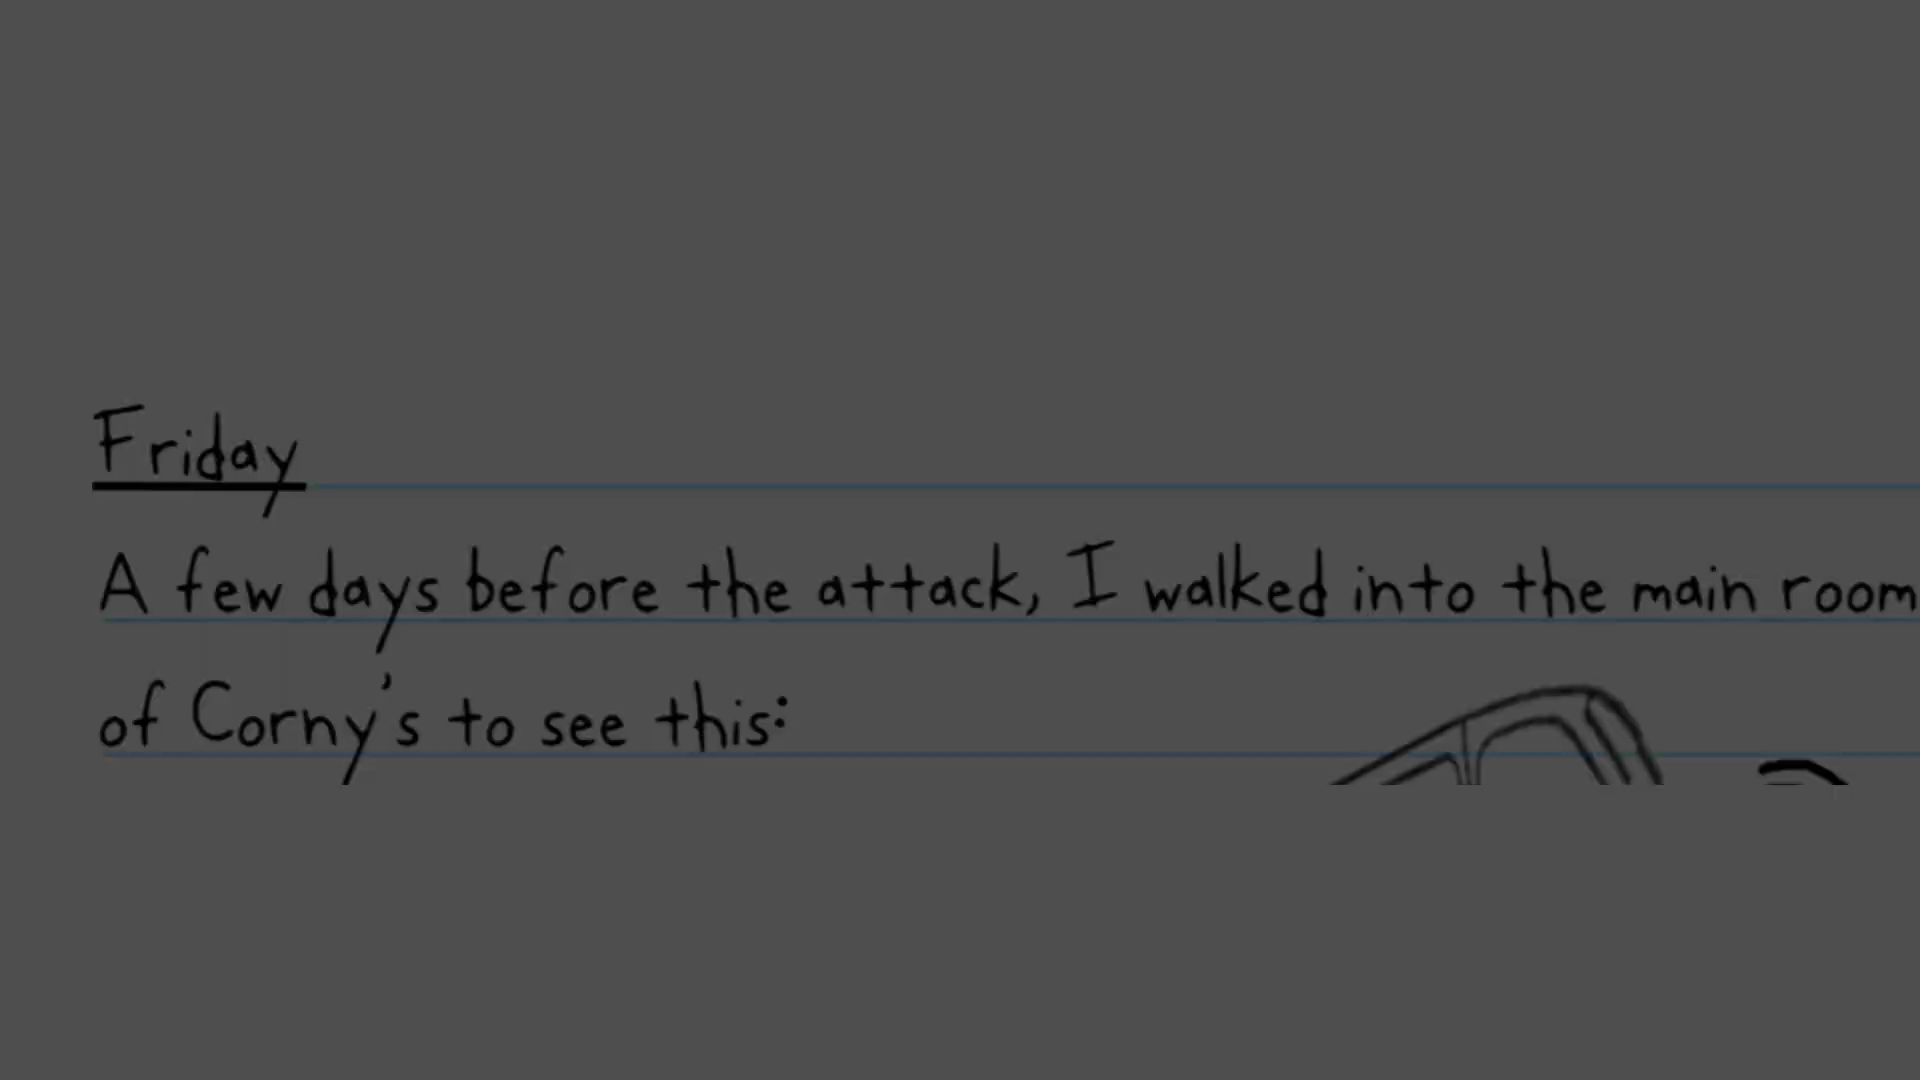 Friday
A few days before the attack, I walked into the main room
of Corny's to see this: